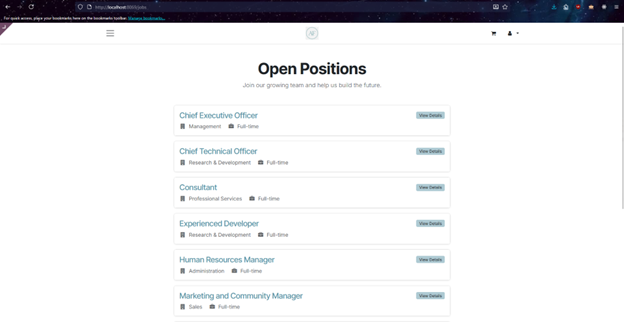 http://localhost:8069/jobs
For quick access, place your bookmarks here on the bookmarks toolbar. Manage bookmarks...
Open Positions
Join our growing team and help us build the future.
Chief Executive Officer
View Details
Management Full-time
Chief Technical Officer
View Details
Research & Development Full-time
Consultant
View Details
Professional Services Full-time
Experienced Developer
View Details
Research & Development Full-time
Human Resources Manager
View Details
Administration Full-time
Marketing and Community Manager
View Details
Sales Full-time